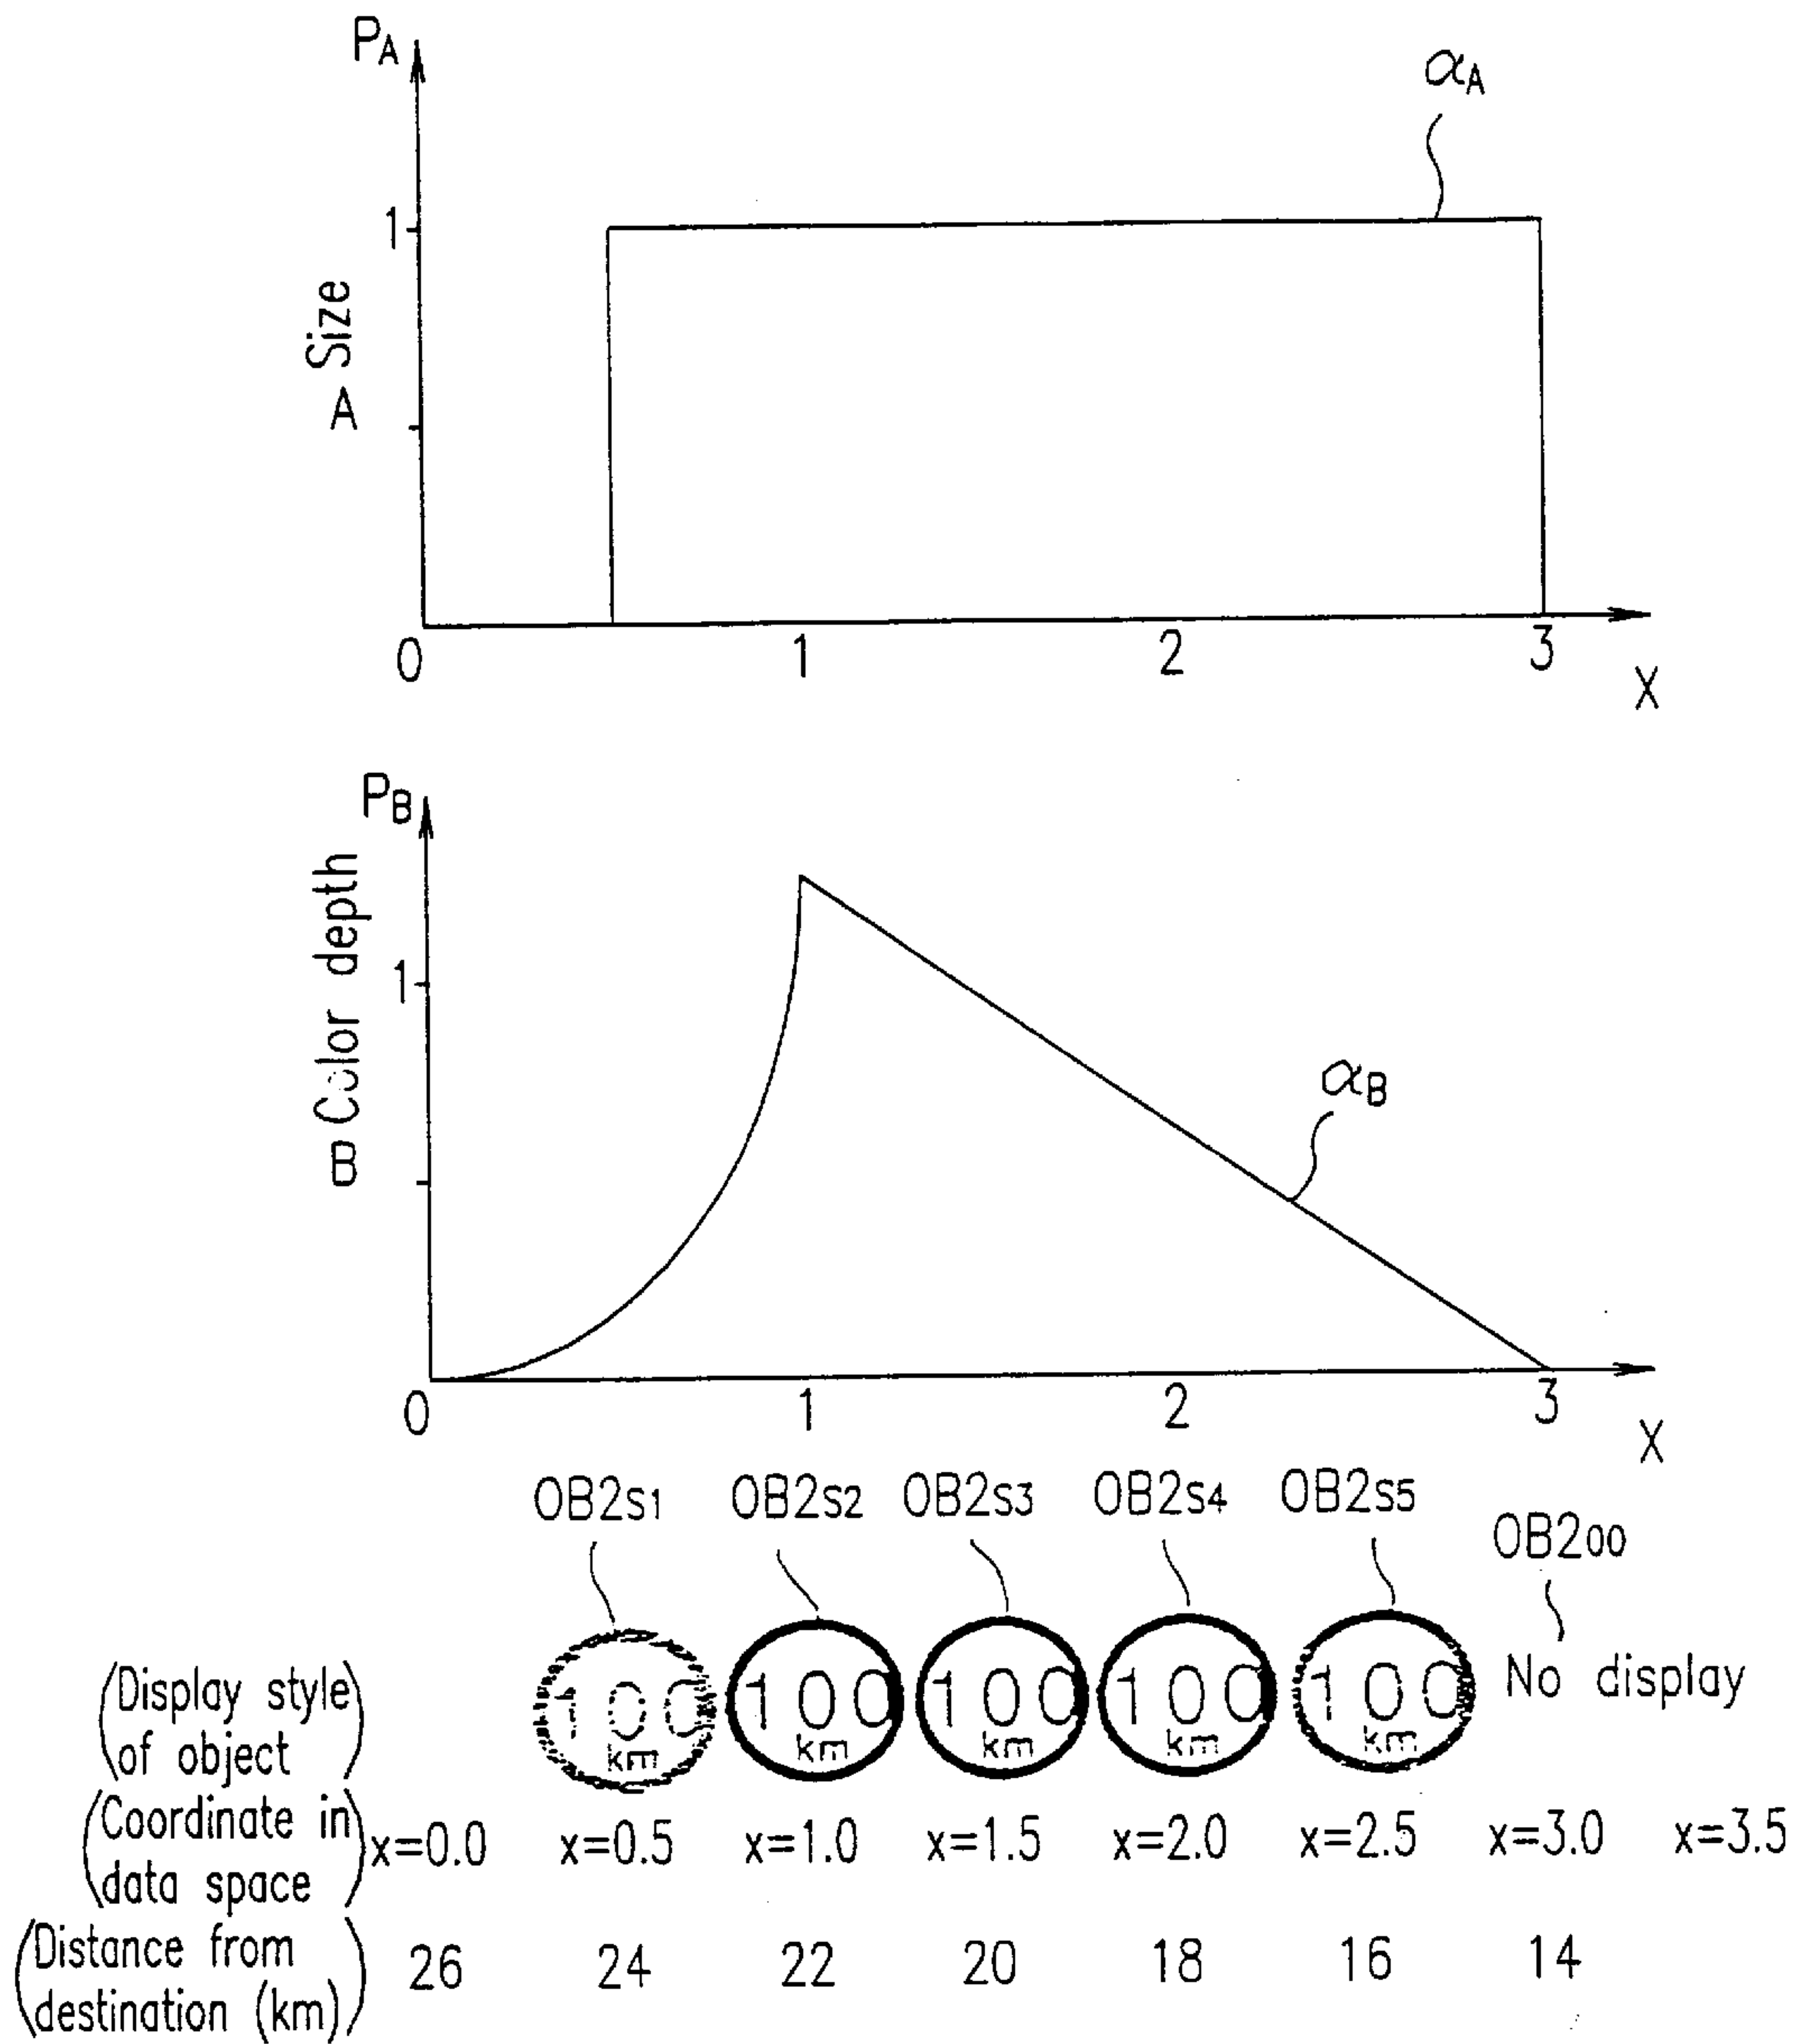 PA
αA
1
A Size
0 1 2 3 X
PB
B Color depth
1
αB
0 1 2 3 X
OB2S1 OB2S2 OB2S3 OB2S4 OB2S5 OB200
(Display style of object) 100 km 100 km 100 km 100 km 100 km No display
(Coordinate in data space) x=0.0 x=0.5 x=1.0 x=1.5 x=2.0 x=2.5 x=3.0 x=3.5
(Distance from destination (km)) 26 24 22 20 18 16 14